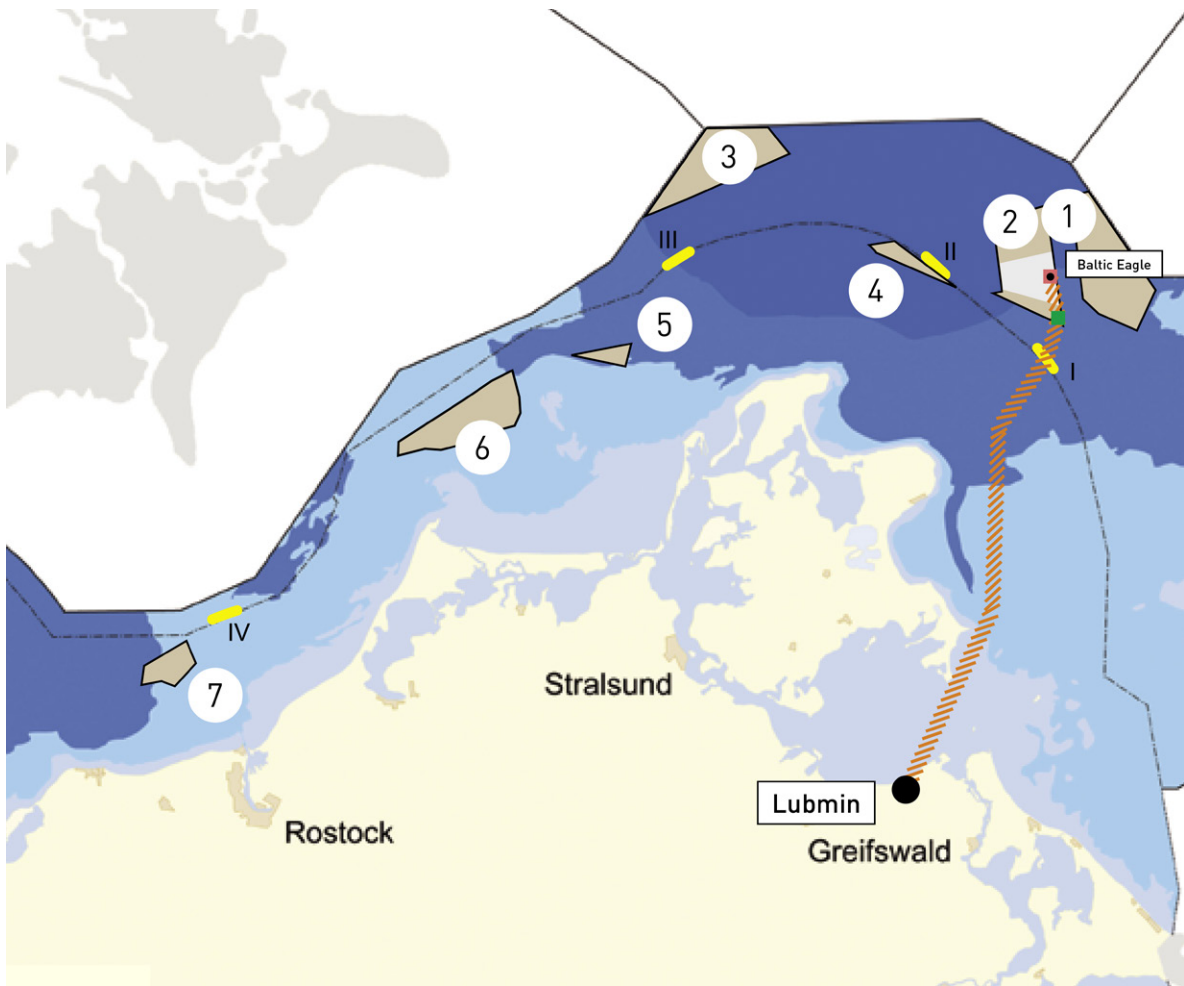 3
1
2
Baltic Eagle
III
II
4
5
I
6
IV
7
Stralsund
Lubmin
Rostock
Greifswald